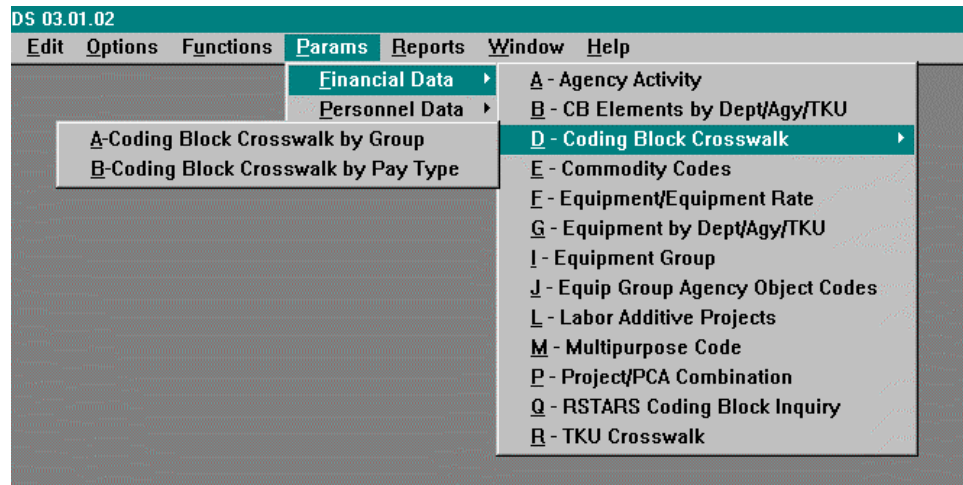 DS 03.01.02
Edit Options Functions Params Reports Window Help
Financial Data
Personnel Data
A - Agency Activity
B - CB Elements by Dept/Agy/TKU
D - Coding Block Crosswalk
E - Commodity Codes
F - Equipment/Equipment Rate
G - Equipment by Dept/Agy/TKU
I - Equipment Group
J - Equip Group Agency Object Codes
L - Labor Additive Projects
M - Multipurpose Code
P - Project/PCA Combination
Q - RSTARS Coding Block Inquiry
R - TKU Crosswalk
A-Coding Block Crosswalk by Group
B-Coding Block Crosswalk by Pay Type